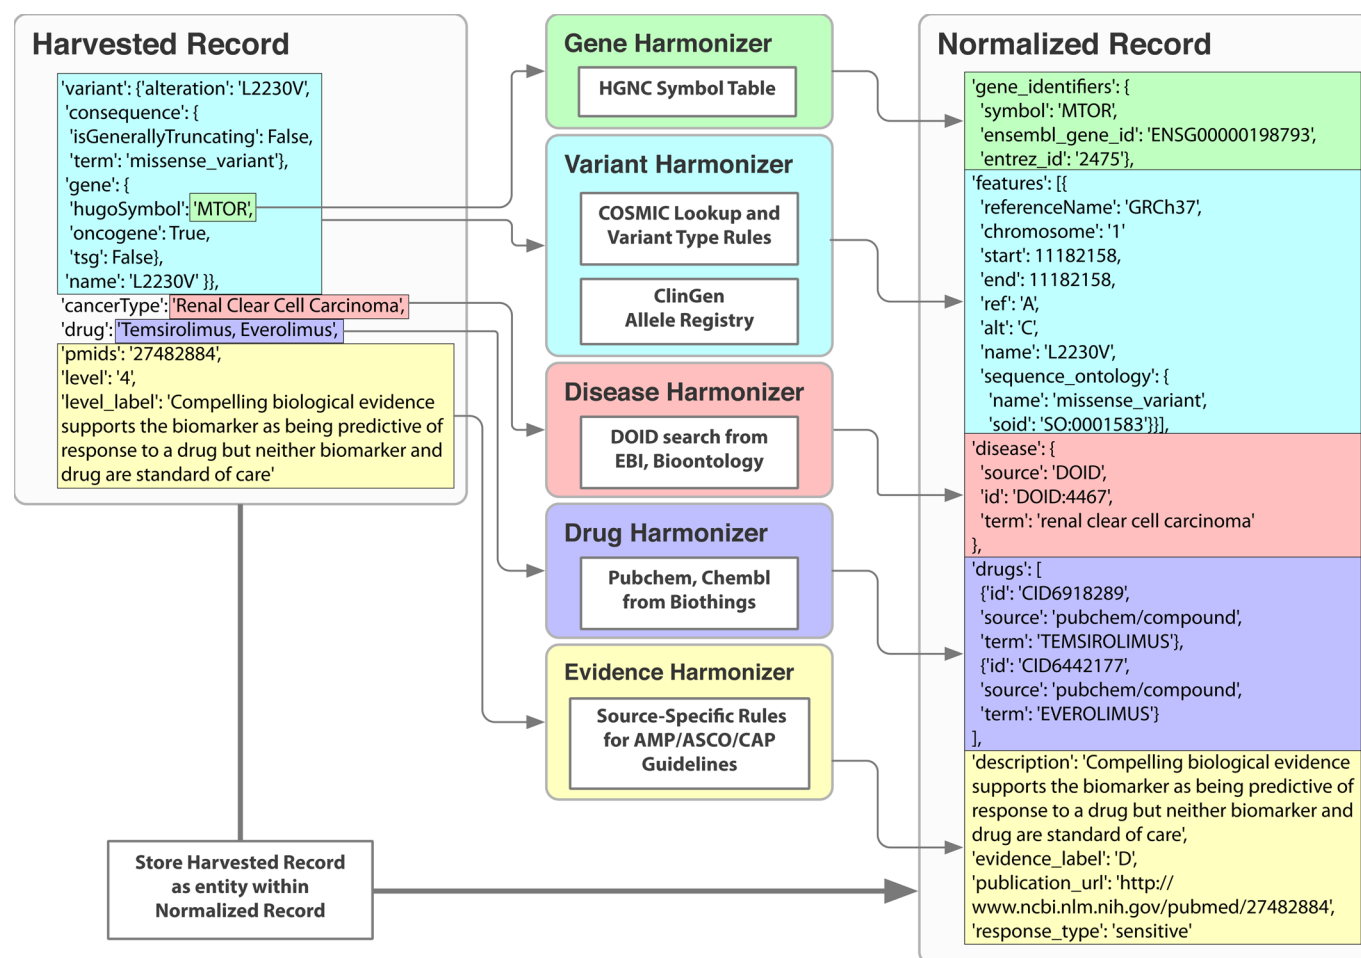 Harvested Record
'variant': {'alteration': 'L2230V',
'consequence': {
'isGenerallyTruncating': False,
'term': 'missense_variant'},
'gene': {
'hugoSymbol': 'MTOR',
'oncogene': True,
'tsg': False},
'name': 'L2230V' }},
'cancerType': 'Renal Clear Cell Carcinoma',
'drug': 'Temsirolimus, Everolimus',
'pmids': '27482884',
'level': '4',
'level_label': 'Compelling biological evidence
supports the biomarker as being predictive of
response to a drug but neither biomarker and
drug are standard of care'
Store Harvested Record
as entity within
Normalized Record
Gene Harmonizer
HGNC Symbol Table
Variant Harmonizer
COSMIC Lookup and
Variant Type Rules
ClinGen
Allele Registry
Disease Harmonizer
DOID search from
EBI, Bioontology
Drug Harmonizer
Pubchem, Chembl
from Biothings
Evidence Harmonizer
Source-Specific Rules
for AMP/ASCO/CAP
Guidelines
Normalized Record
'gene_identifiers': {
'symbol': 'MTOR',
'ensembl_gene_id': 'ENSG00000198793',
'entrez_id': '2475'},
'features': [{
'referenceName': 'GRCh37',
'chromosome': '1'
'start': 11182158,
'end': 11182158,
'ref': 'A',
'alt': 'C',
'name': 'L2230V',
'sequence_ontology': {
'name': 'missense_variant',
'soid': 'SO:0001583'}}],
'disease': {
'source': 'DOID',
'id': 'DOID:4467',
'term': 'renal clear cell carcinoma'
},
'drugs': [
{'id': 'CID6918289',
'source': 'pubchem/compound',
'term': 'TEMSIROLIMUS'},
{'id': 'CID6442177',
'source': 'pubchem/compound',
'term': 'EVEROLIMUS'}
],
'description': 'Compelling biological evidence
supports the biomarker as being predictive of
response to a drug but neither biomarker and
drug are standard of care',
'evidence_label': 'D',
'publication_url': 'http://
www.ncbi.nlm.nih.gov/pubmed/27482884',
'response_type': 'sensitive'